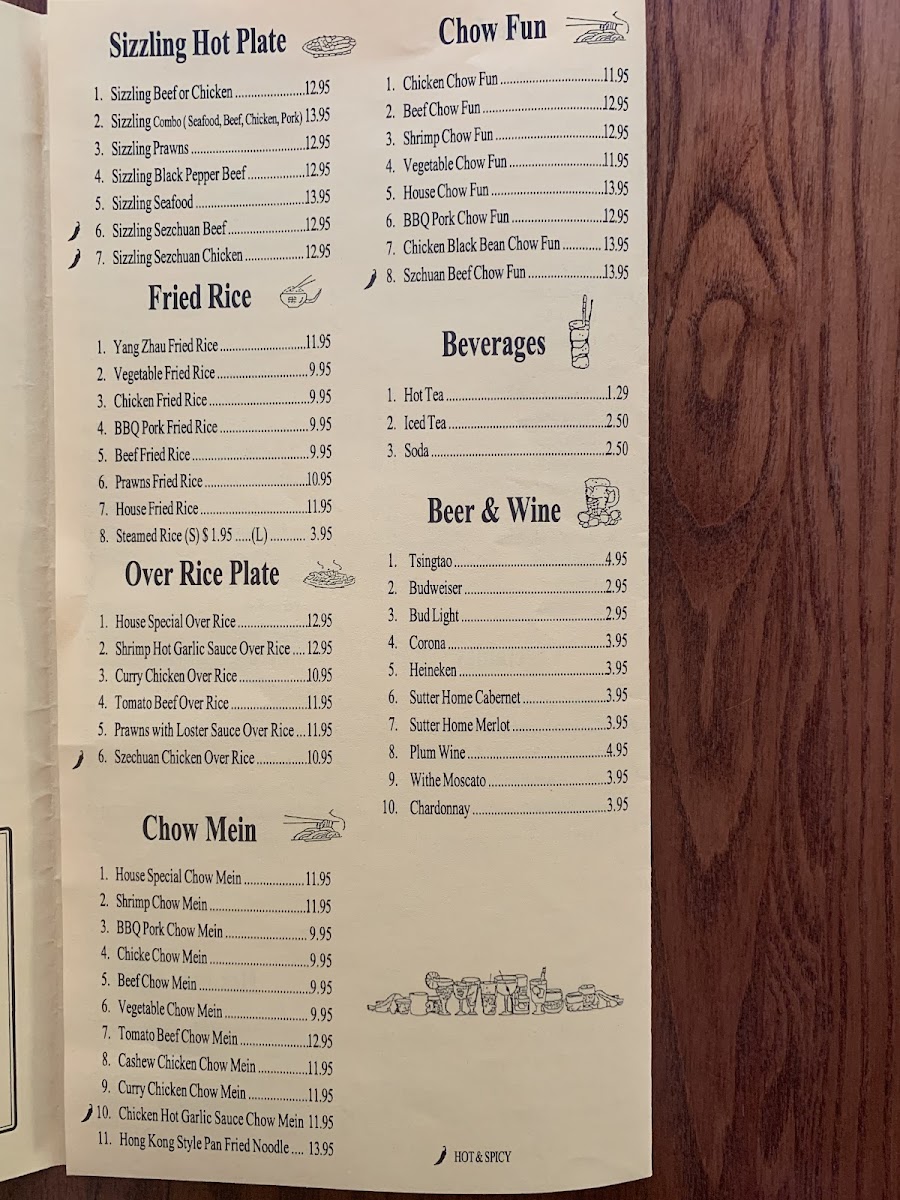 Sizzling Hot Plate
1. Sizzling Beef or Chicken ........................12.95
2. Sizzling Combo ( Seafood, Beef, Chicken, Pork) 13.95
3. Sizzling Prawns ........................12.95
4. Sizzling Black Pepper Beef ........................12.95
5. Sizzling Seafood ........................13.95
6. Sizzling Sezchuan Beef ........................12.95
7. Sizzling Sezchuan Chicken ........................12.95
Fried Rice
1. Yang Zhau Fried Rice ........................11.95
2. Vegetable Fried Rice ........................9.95
3. Chicken Fried Rice ........................9.95
4. BBQ Pork Fried Rice ........................9.95
5. Beef Fried Rice ........................9.95
6. Prawns Fried Rice ........................10.95
7. House Fried Rice ........................11.95
8. Steamed Rice (S) $ 1.95 .....(L) ........... 3.95
Over Rice Plate
1. House Special Over Rice ........................12.95
2. Shrimp Hot Garlic Sauce Over Rice .... 12.95
3. Curry Chicken Over Rice ........................10.95
4. Tomato Beef Over Rice ........................11.95
5. Prawns with Loster Sauce Over Rice ...11.95
6. Szechuan Chicken Over Rice ........................10.95
Chow Mein
1. House Special Chow Mein ........................11.95
2. Shrimp Chow Mein ........................11.95
3. BBQ Pork Chow Mein ........................9.95
4. Chicke Chow Mein ........................9.95
5. Beef Chow Mein ........................9.95
6. Vegetable Chow Mein ........................9.95
7. Tomato Beef Chow Mein ........................12.95
8. Cashew Chicken Chow Mein ........................11.95
9. Curry Chicken Chow Mein ........................11.95
10. Chicken Hot Garlic Sauce Chow Mein 11.95
11. Hong Kong Style Pan Fried Noodle .... 13.95
Chow Fun
1. Chicken Chow Fun ........................11.95
2. Beef Chow Fun ........................12.95
3. Shrimp Chow Fun ........................12.95
4. Vegetable Chow Fun ........................11.95
5. House Chow Fun ........................13.95
6. BBQ Pork Chow Fun ........................12.95
7. Chicken Black Bean Chow Fun ............ 13.95
8. Szchuan Beef Chow Fun ........................13.95
Beverages
1. Hot Tea ........................1.29
2. Iced Tea ........................2.50
3. Soda ........................2.50
Beer & Wine
1. Tsingtao ........................4.95
2. Budweiser ........................2.95
3. Bud Light ........................2.95
4. Corona ........................3.95
5. Heineken ........................3.95
6. Sutter Home Cabernet ........................3.95
7. Sutter Home Merlot ........................3.95
8. Plum Wine ........................4.95
9. Withe Moscato ........................3.95
10. Chardonnay ........................3.95
HOT & SPICY